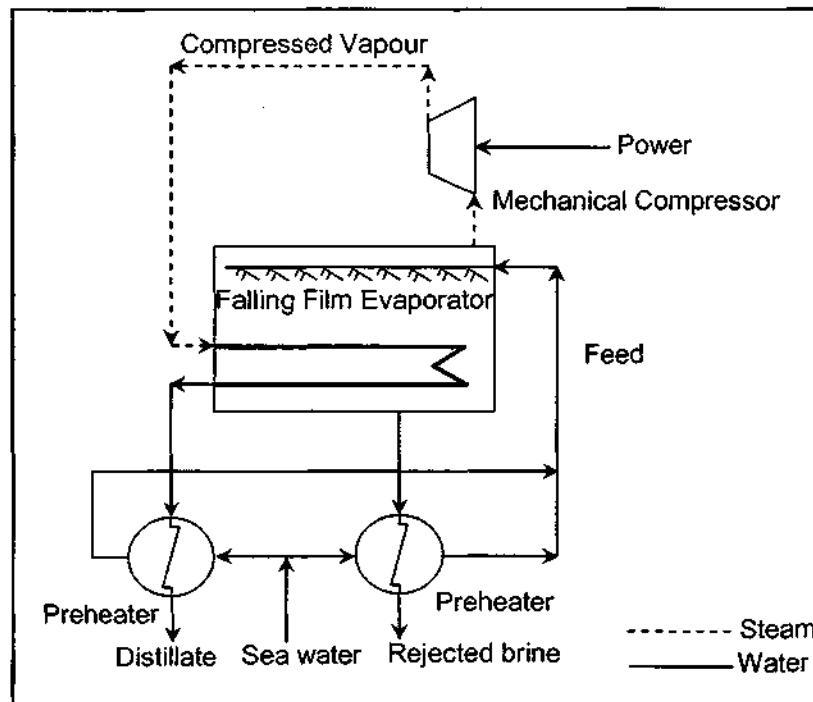 Compressed Vapour
Power
Mechanical Compressor
Falling Film Evaporator
Feed
Preheater
Preheater
Distillate
Sea water
Rejected brine
Steam
Water